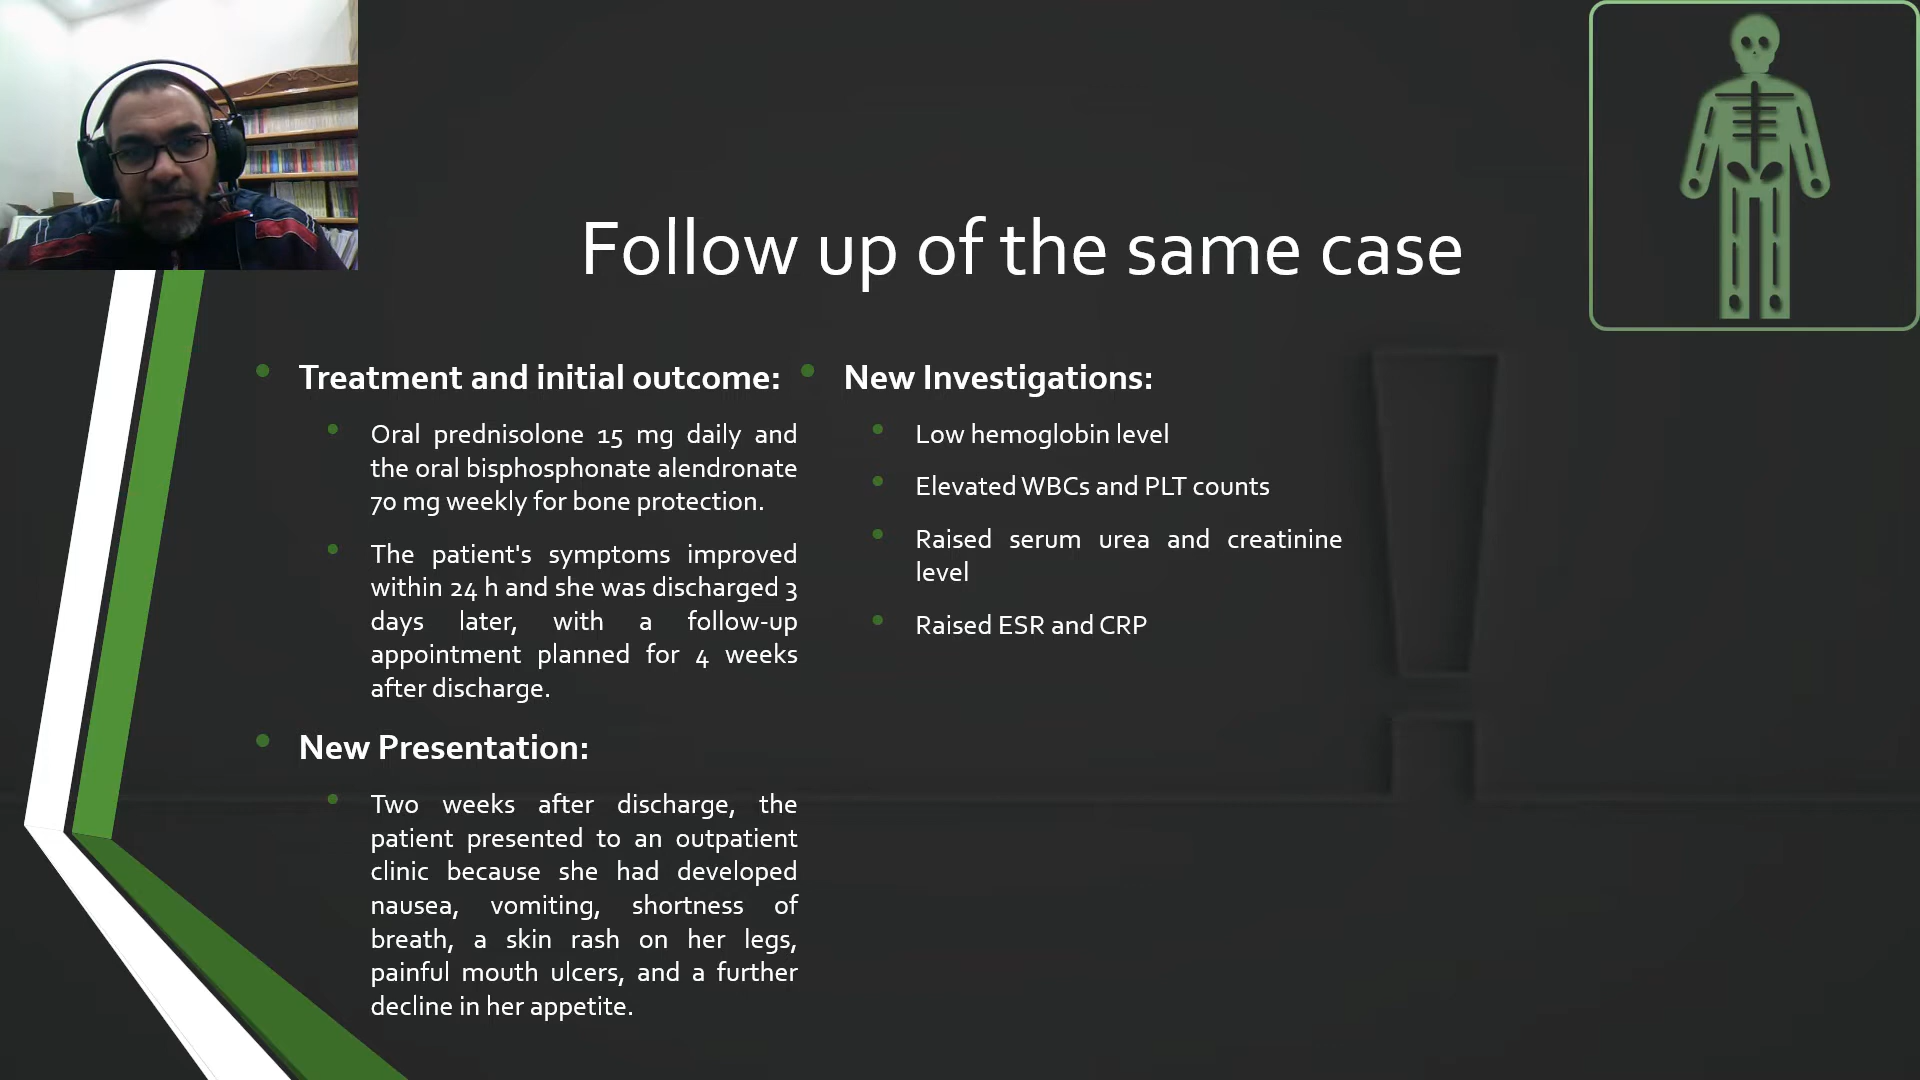 Follow up of the same case
Treatment and initial outcome:
Oral prednisolone 15 mg daily and
the oral bisphosphonate alendronate
70 mg weekly for bone protection.
The patient's symptoms improved
within 24 h and she was discharged 3
days later, with a follow-up
appointment planned for 4 weeks
after discharge.
New Presentation:
Two weeks after discharge, the
patient presented to an outpatient
clinic because she had developed
nausea, vomiting, shortness of
breath, a skin rash on her legs,
painful mouth ulcers, and a further
decline in her appetite.
New Investigations:
Low hemoglobin level
Elevated WBCs and PLT counts
Raised serum urea and creatinine
level
Raised ESR and CRP